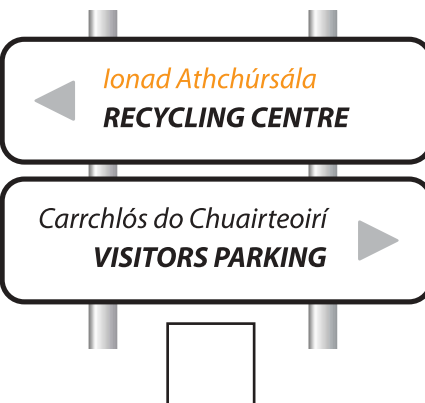 Ionad Athchúrsála
RECYCLING CENTRE
Carrchlós do Chuairteoirí
VISITORS PARKING